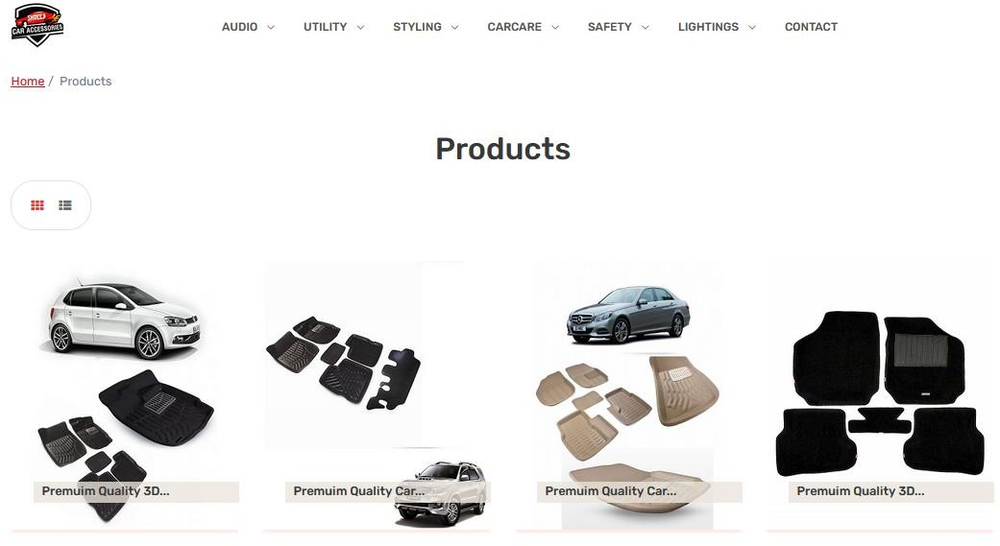 SHREEJI
CAR ACCESSORIES
AUDIO UTILITY STYLING CARCARE SAFETY LIGHTINGS CONTACT
Home / Products
Products
Premuim Quality 3D...
Premuim Quality Car...
Premuim Quality Car...
Premuim Quality 3D...